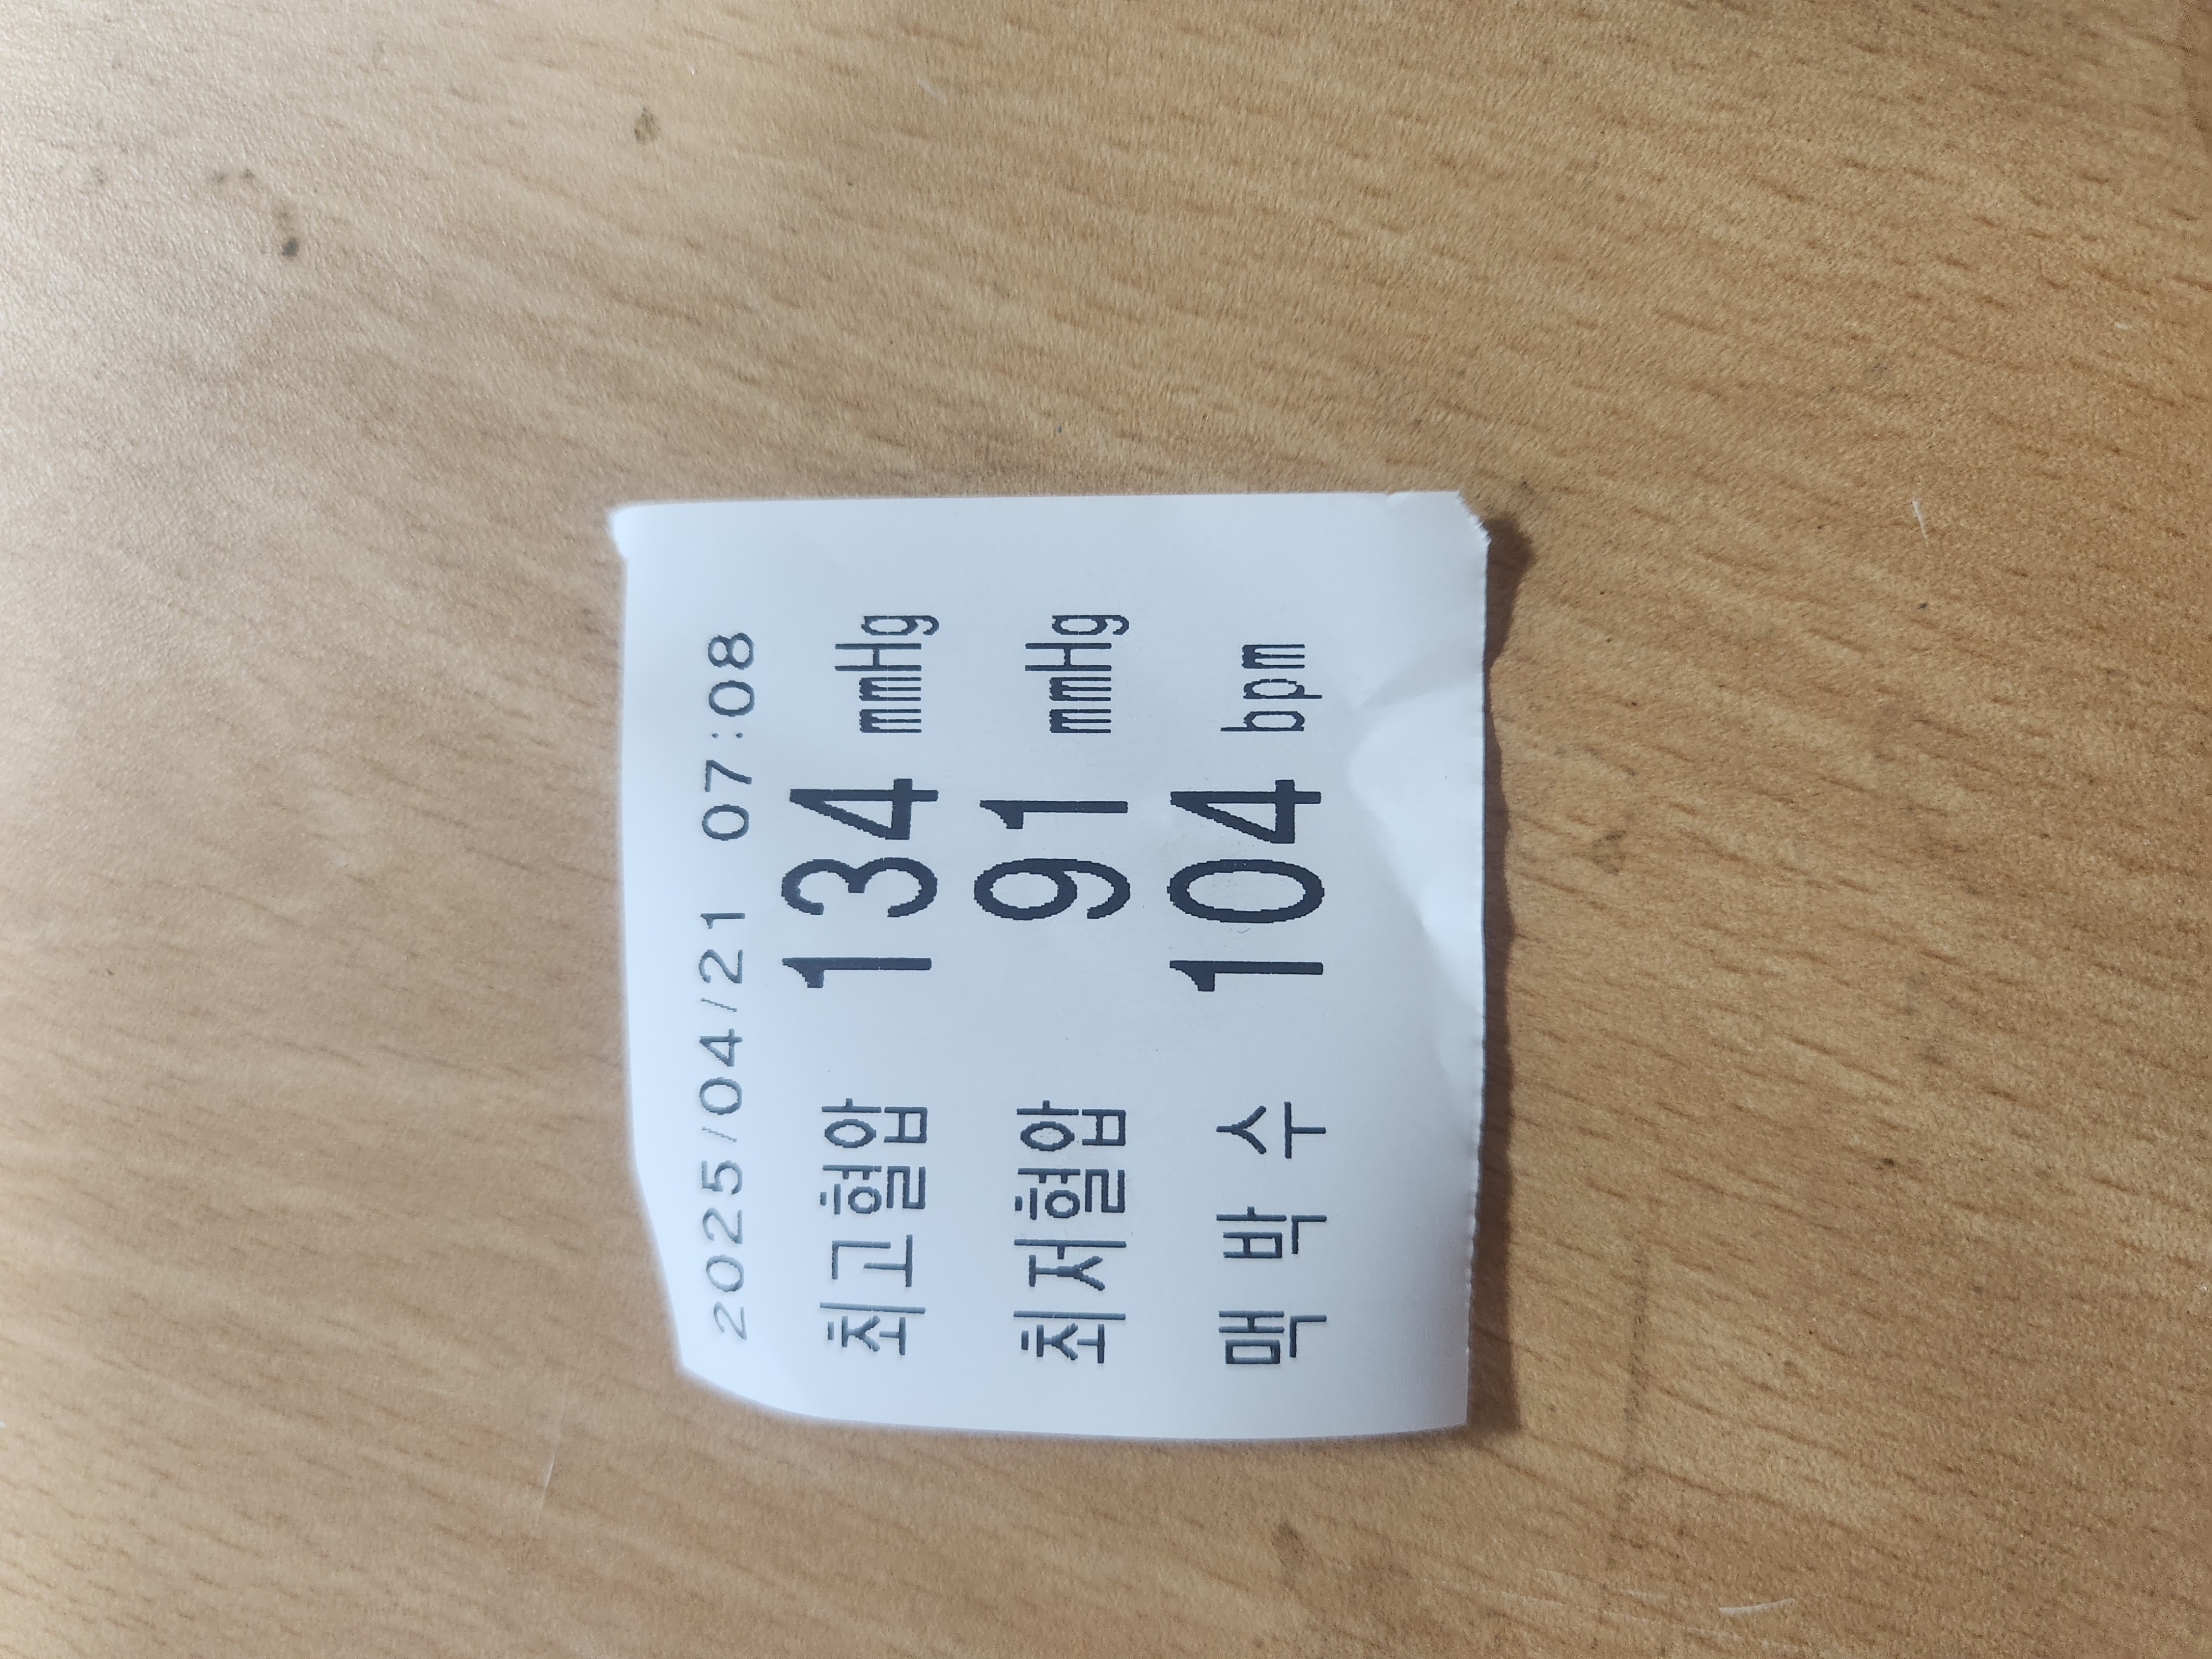 2025/04/21 07:08
최고혈압 134 mmHg
최저혈압 91 mmHg
맥 박 수 104 bpm